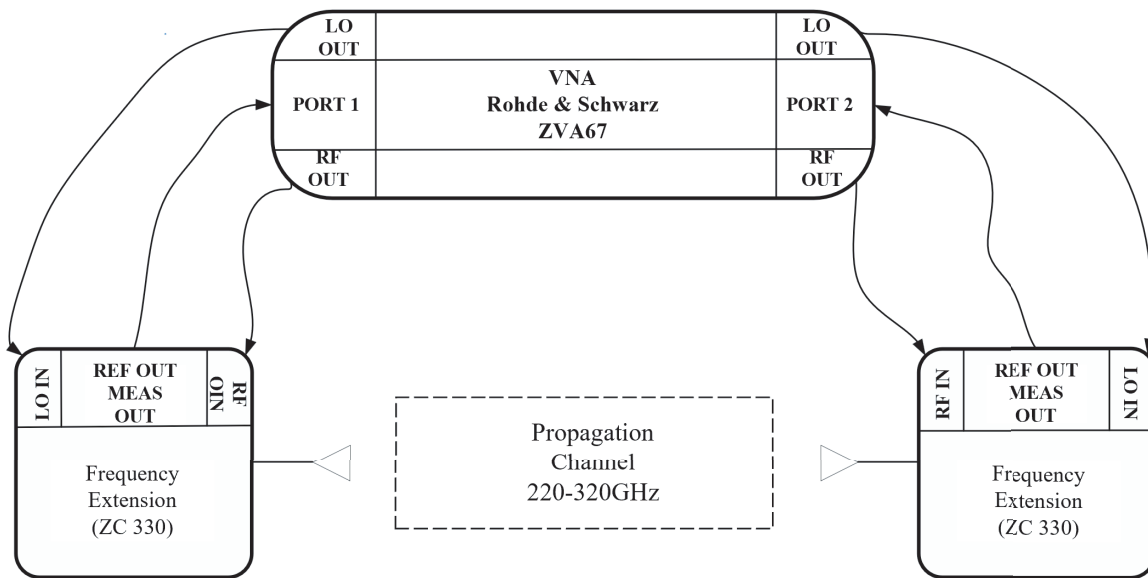 LO
OUT
LO
OUT
PORT 1
VNA
Rohde & Schwarz
ZVA67
PORT 2
RF
OUT
RF
OUT
LO IN
REF OUT
MEAS
OUT
RF
OIN
Frequency
Extension
(ZC 330)
Propagation
Channel
220-320GHz
RF IN
REF OUT
MEAS
OUT
LO IN
Frequency
Extension
(ZC 330)